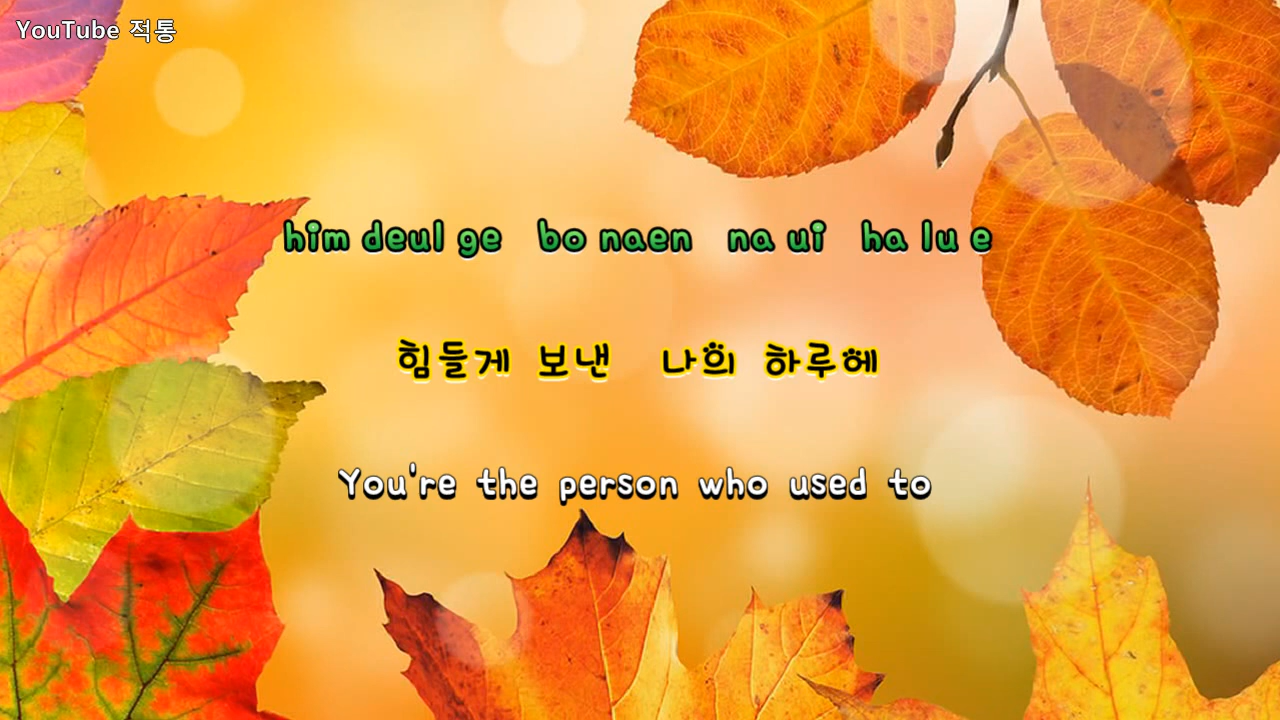 YouTube 적통
him deul ge bo naen na ui ha lu e
힘들게 보낸 나의 하루헤
You're the person who used to